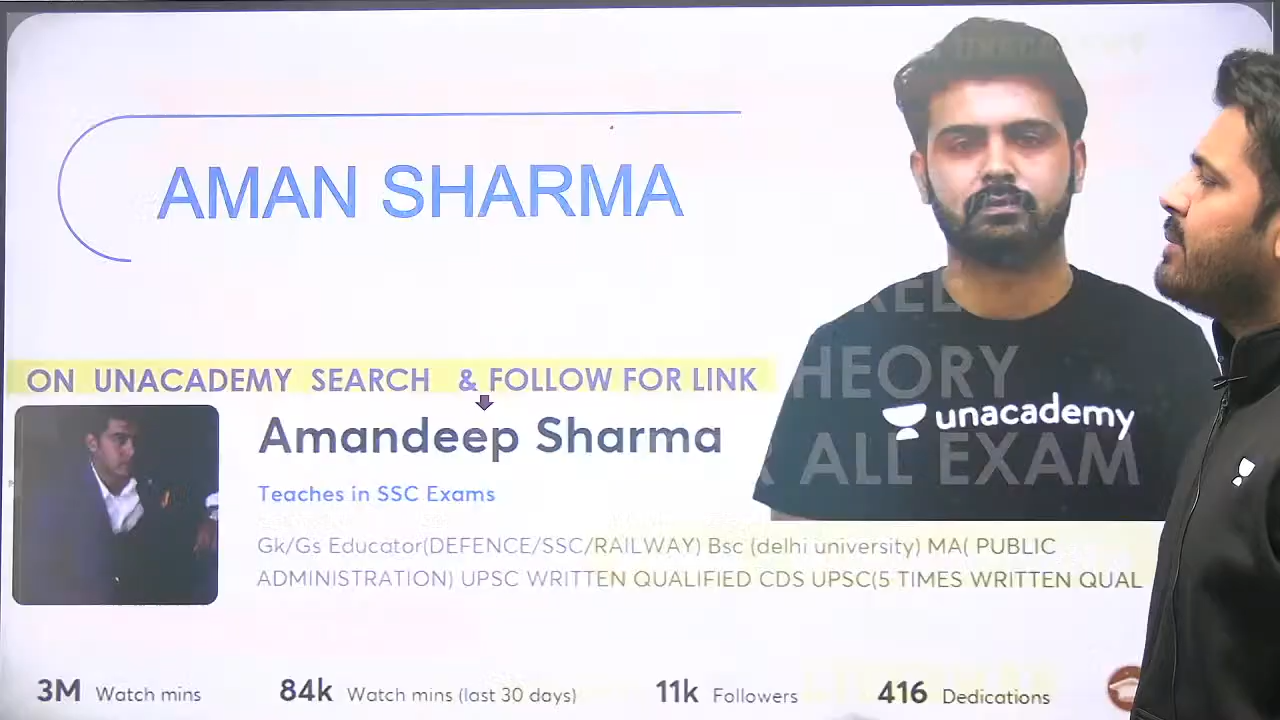 AMAN SHARMA
ON UNACADEMY SEARCH & FOLLOW FOR LINK
Amandeep Sharma
Teaches in SSC Exams
Gk/Gs Educator(DEFENCE/SSC/RAILWAY) Bsc (delhi university) MA( PUBLIC
ADMINISTRATION) UPSC WRITTEN QUALIFIED CDS UPSC(5 TIMES WRITTEN QUAL
3M Watch mins 84k Watch mins (last 30 days) 11k Followers 416 Dedications
HEORY
unacademy
ALL EXAM